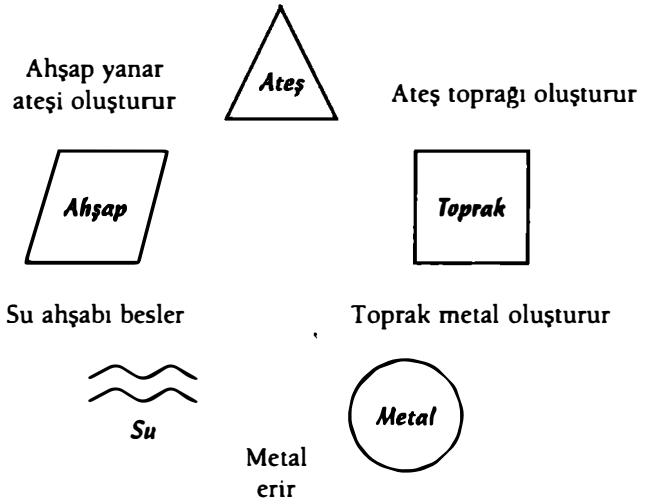 Ahşap yanar
ateşi oluşturur
Ateş
Ateş toprağı oluşturur
Ahşap
Toprak
Su ahşabı besler
Toprak metal oluşturur
Su
Metal
Metal
erir